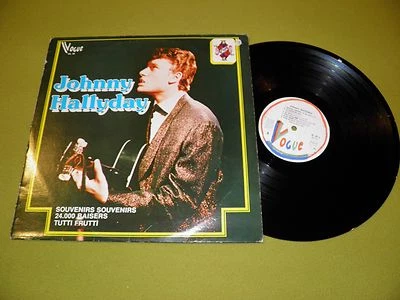 Vogue
Johnny
Hallyday
SOUVENIRS SOUVENIRS
24.000 BAISERS
TUTTI FRUTTI
VOGUE